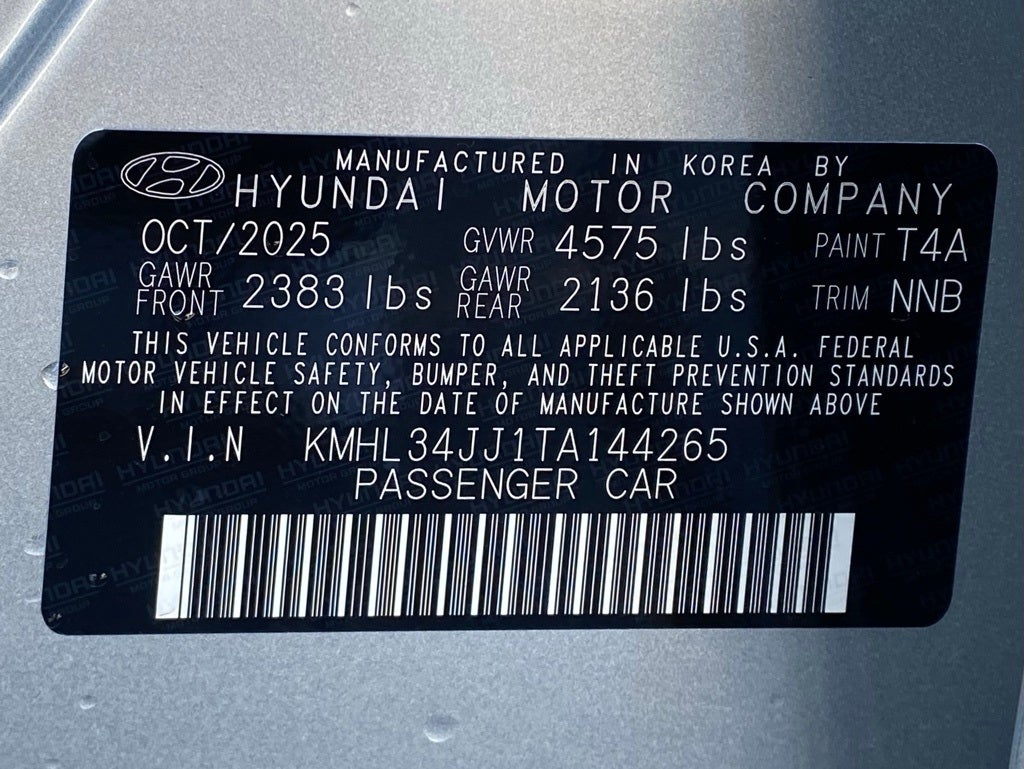 MANUFACTURED IN KOREA BY
HYUNDAI MOTOR COMPANY
OCT/2025 GVWR 4575 lbs PAINT T4A
GAWR FRONT 2383 lbs GAWR REAR 2136 lbs TRIM NNB
THIS VEHICLE CONFORMS TO ALL APPLICABLE U.S.A. FEDERAL
MOTOR VEHICLE SAFETY, BUMPER, AND THEFT PREVENTION STANDARDS
IN EFFECT ON THE DATE OF MANUFACTURE SHOWN ABOVE
V.I.N KMHL34JJ1TA144265
PASSENGER CAR